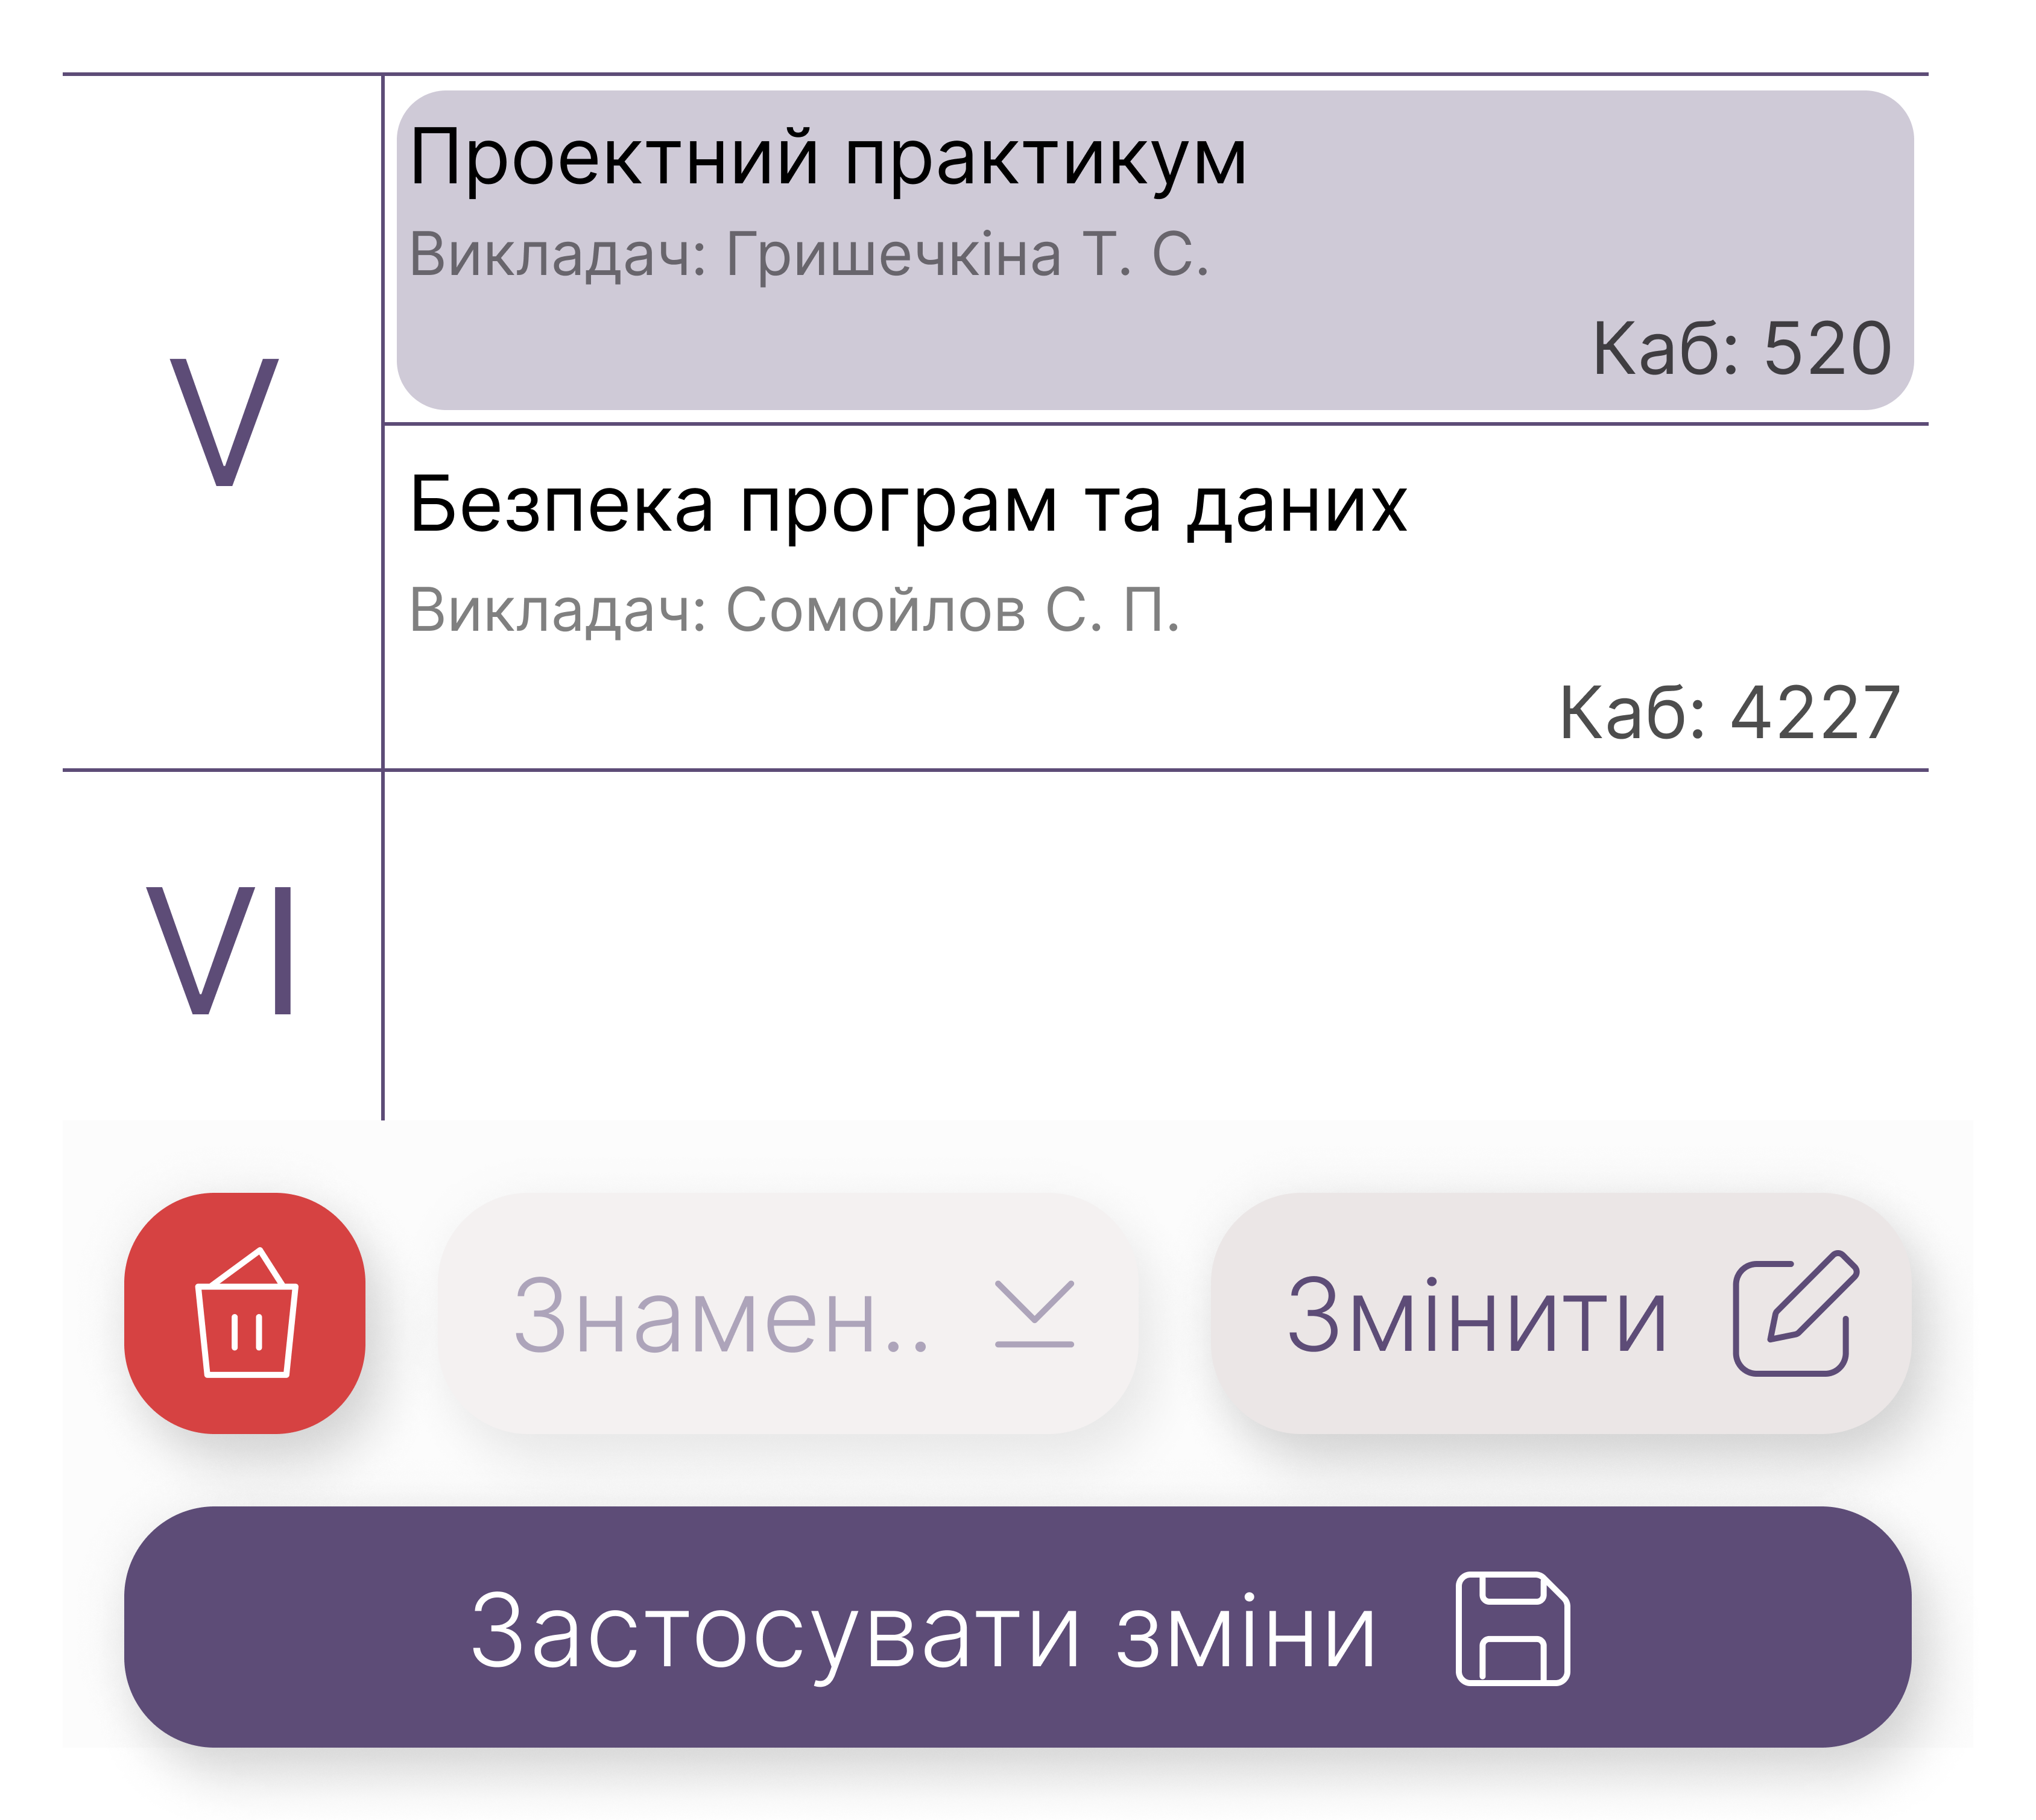 V
Проектний практикум
Викладач: Гришечкіна Т. С.
Каб: 520
Безпека програм та даних
Викладач: Сомойлов С. П.
Каб: 4227
VI
Знамен..
Змінити
Застосувати зміни